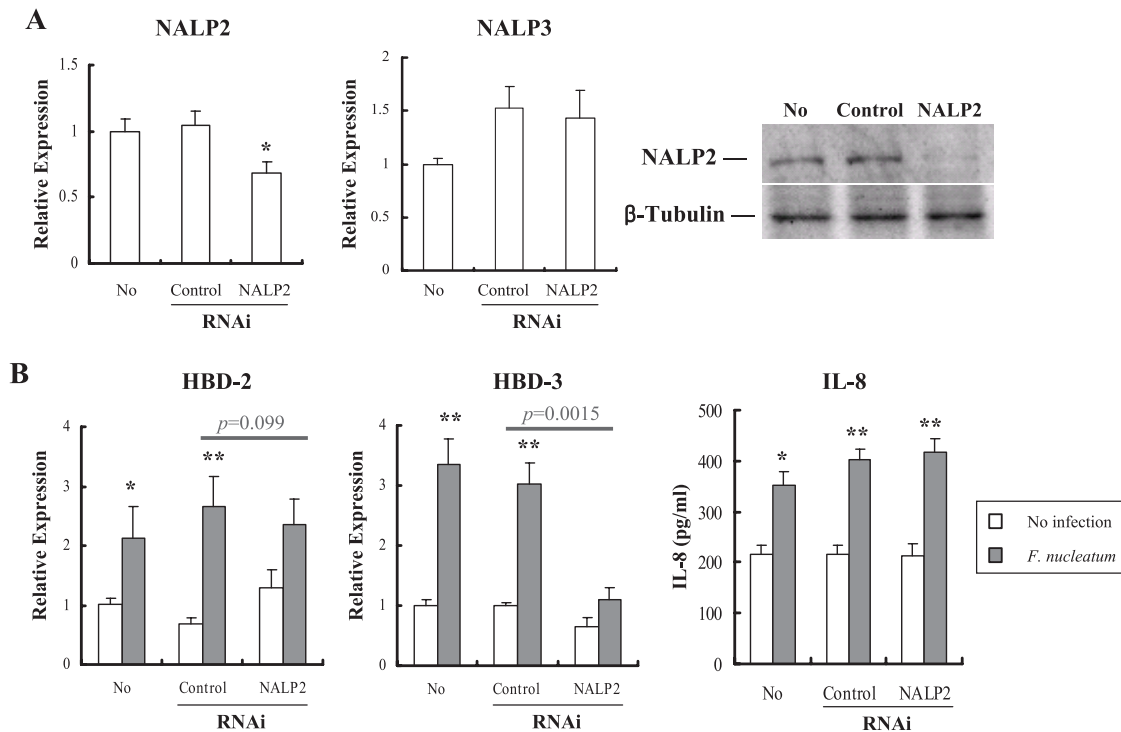 A
NALP2
Relative Expression
1.5
1
0.5
0
*
No
Control
NALP2
RNAi
NALP3
Relative Expression
2
1.5
1
0.5
0
No
Control
NALP2
RNAi
No Control NALP2
NALP2
β-Tubulin
B
HBD-2
p=0.099
Relative Expression
4
3
2
1
0
*
**
No
Control
NALP2
RNAi
HBD-3
p=0.0015
Relative Expression
4
3
2
1
0
**
**
No
Control
NALP2
RNAi
IL-8
IL-8 (pg/ml)
500
400
300
200
100
0
*
**
**
No
Control
NALP2
RNAi
No infection
F. nucleatum